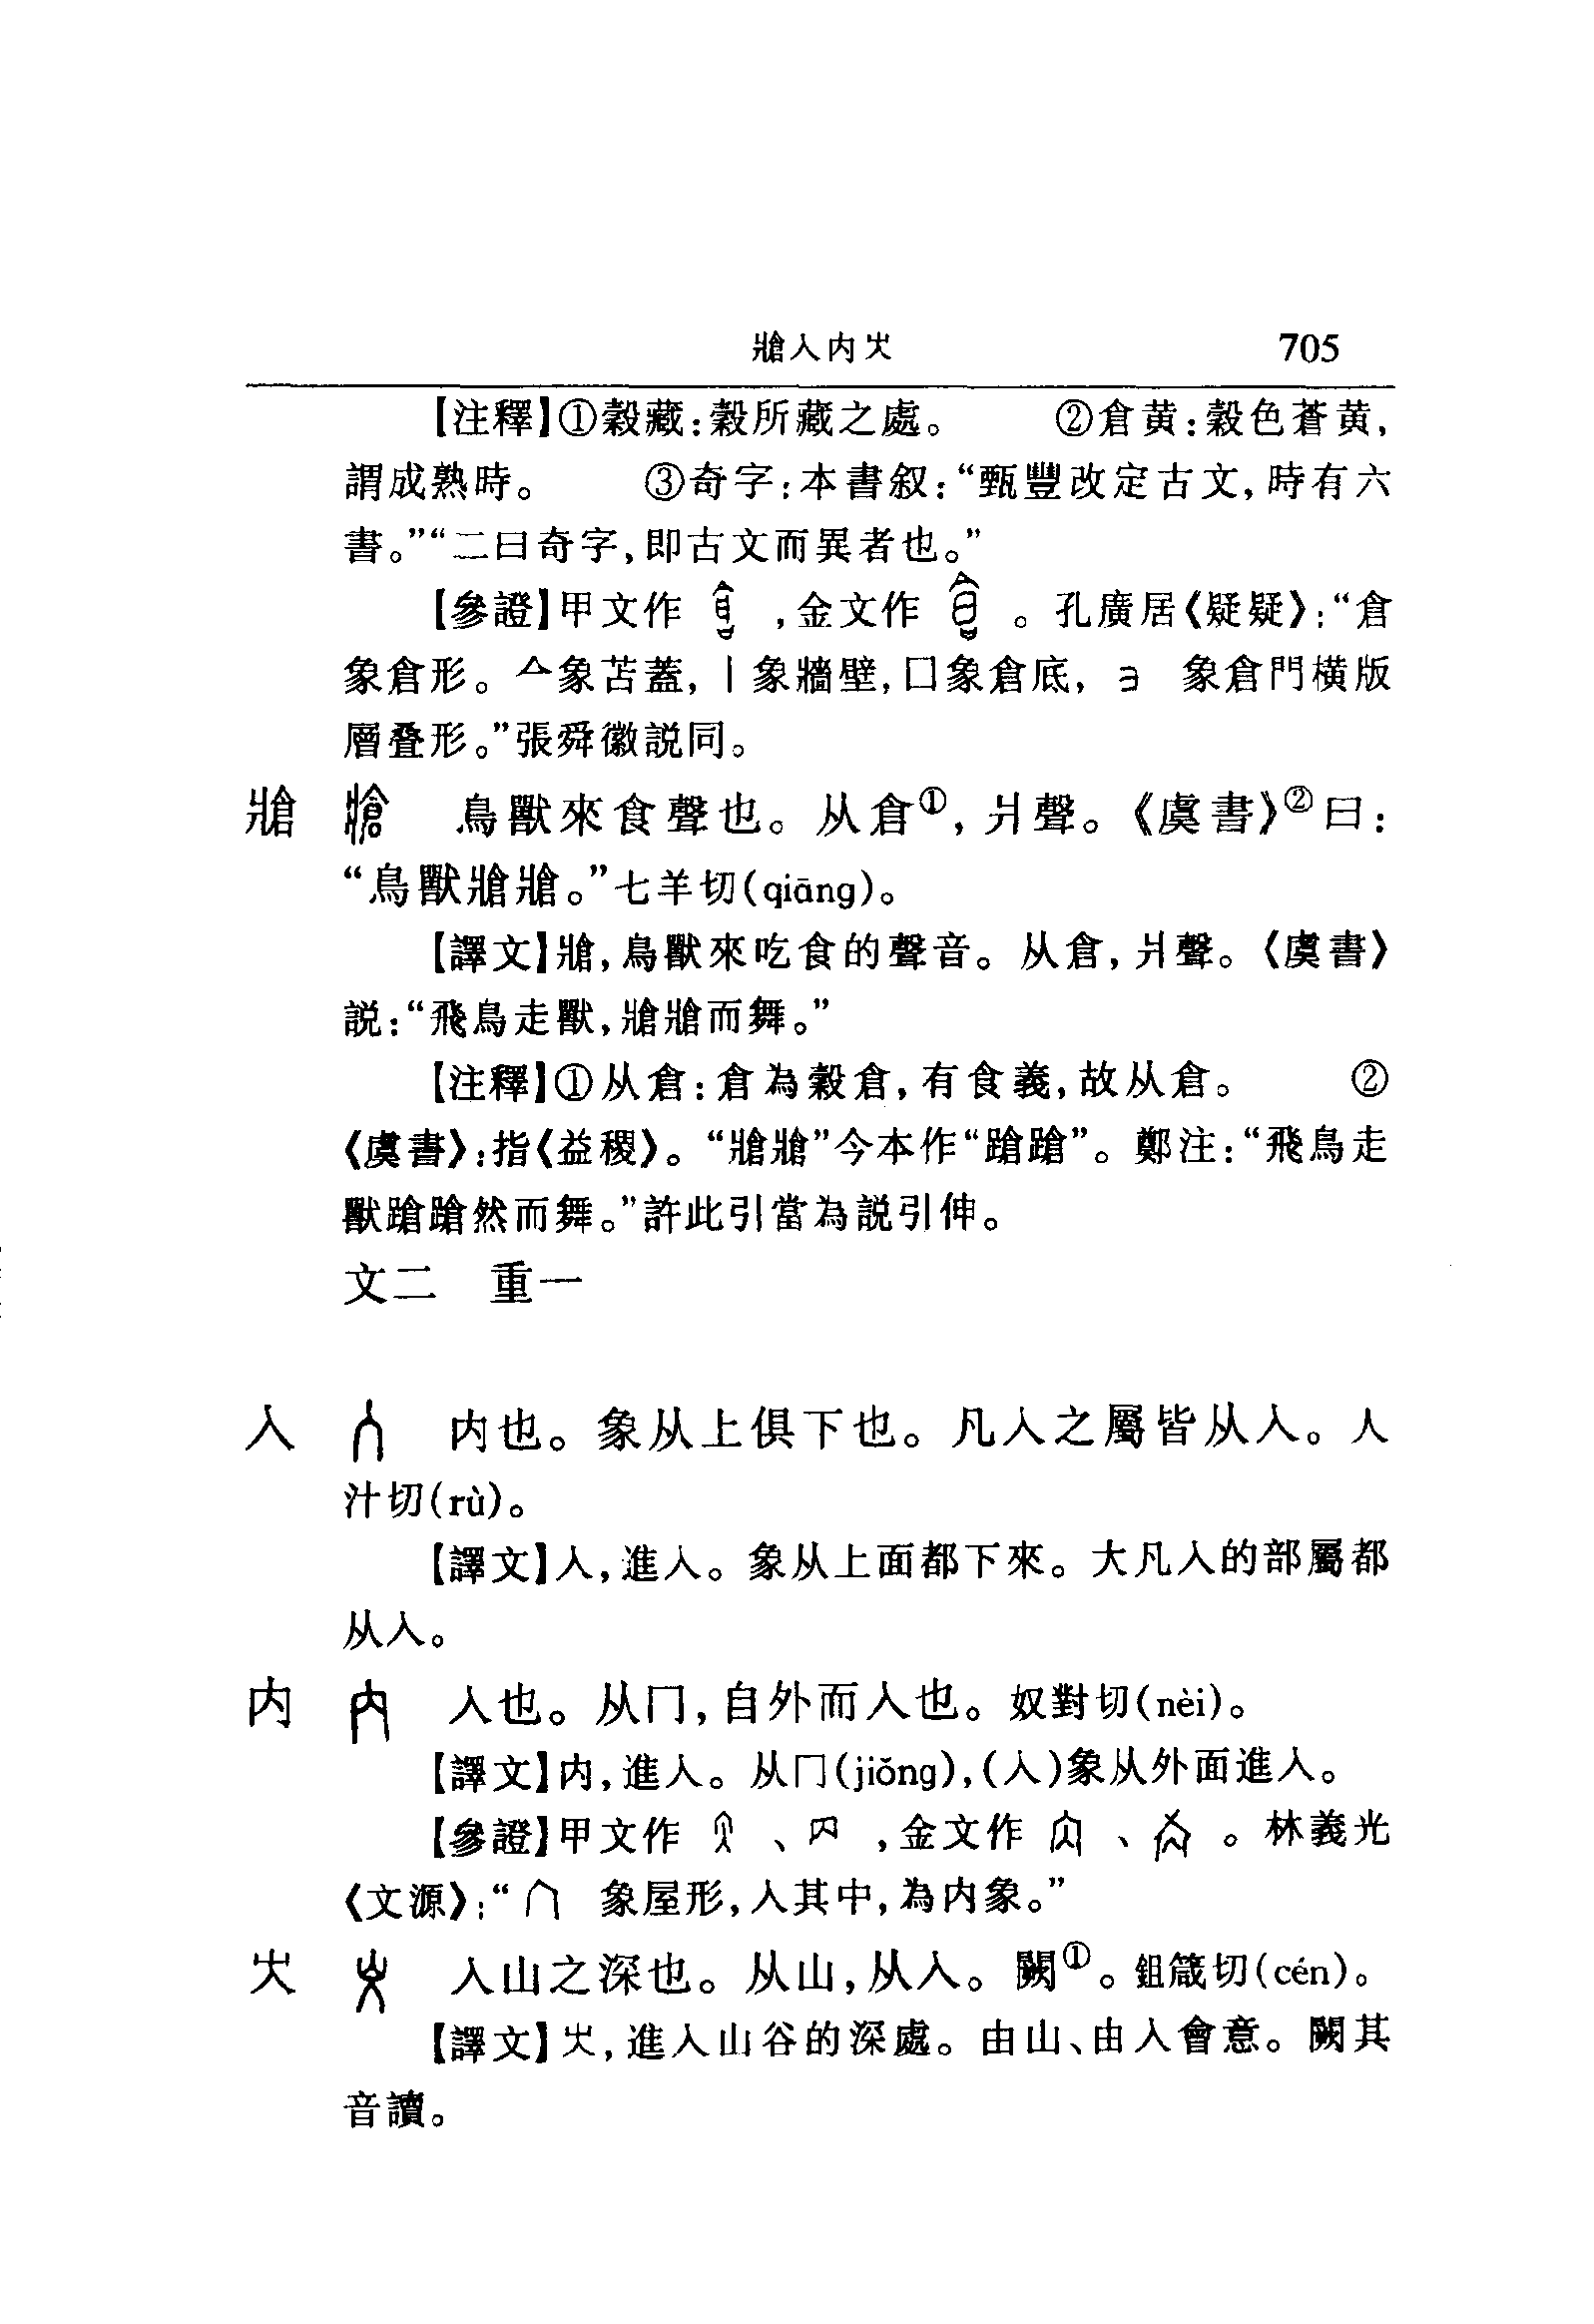 牄入内㞥 705
【注釋】①穀藏：穀所藏之處。 ②倉黄：穀色蒼黄，
謂成熟時。 ③奇字：本書叙：“甄豐改定古文，時有六
書。”“二曰奇字，即古文而異者也。”
【參證】甲文作 ，金文作 。孔廣居《疑疑》：“倉
象倉形。亼象苫蓋，丨象牆壁，口象倉底， 彐 象倉門横版
層叠形。”張舜徽説同。
牄 鳥獸來食聲也。从倉①，爿聲。《虞書》②曰：
“鳥獸牄牄。”七羊切(qiāng)。
【譯文】牄，鳥獸來吃食的聲音。从倉，爿聲。《虞書》
説：“飛鳥走獸，牄牄而舞。”
【注釋】①从倉：倉為穀倉，有食義，故从倉。 ②
《虞書》：指《益稷》。“牄牄”今本作“蹌蹌”。鄭注：“飛鳥走
獸蹌蹌然而舞。”許此引當為説引伸。
文二 重一
入 内也。象从上俱下也。凡入之屬皆从入。人
汁切(rù)。
【譯文】入，進入。象从上面都下來。大凡入的部屬都
从入。
内 入也。从冂，自外而入也。奴對切(nèi)。
【譯文】内，進入。从冂(jiǒng)，(入)象从外面進入。
【參證】甲文作 、 ，金文作 、 。林義光
《文源》：“ 象屋形，入其中，為内象。”
㞥 入山之深也。从山，从入。闕①。鉏箴切(cén)。
【譯文】㞥，進入山谷的深處。由山、由入會意。闕其
音讀。